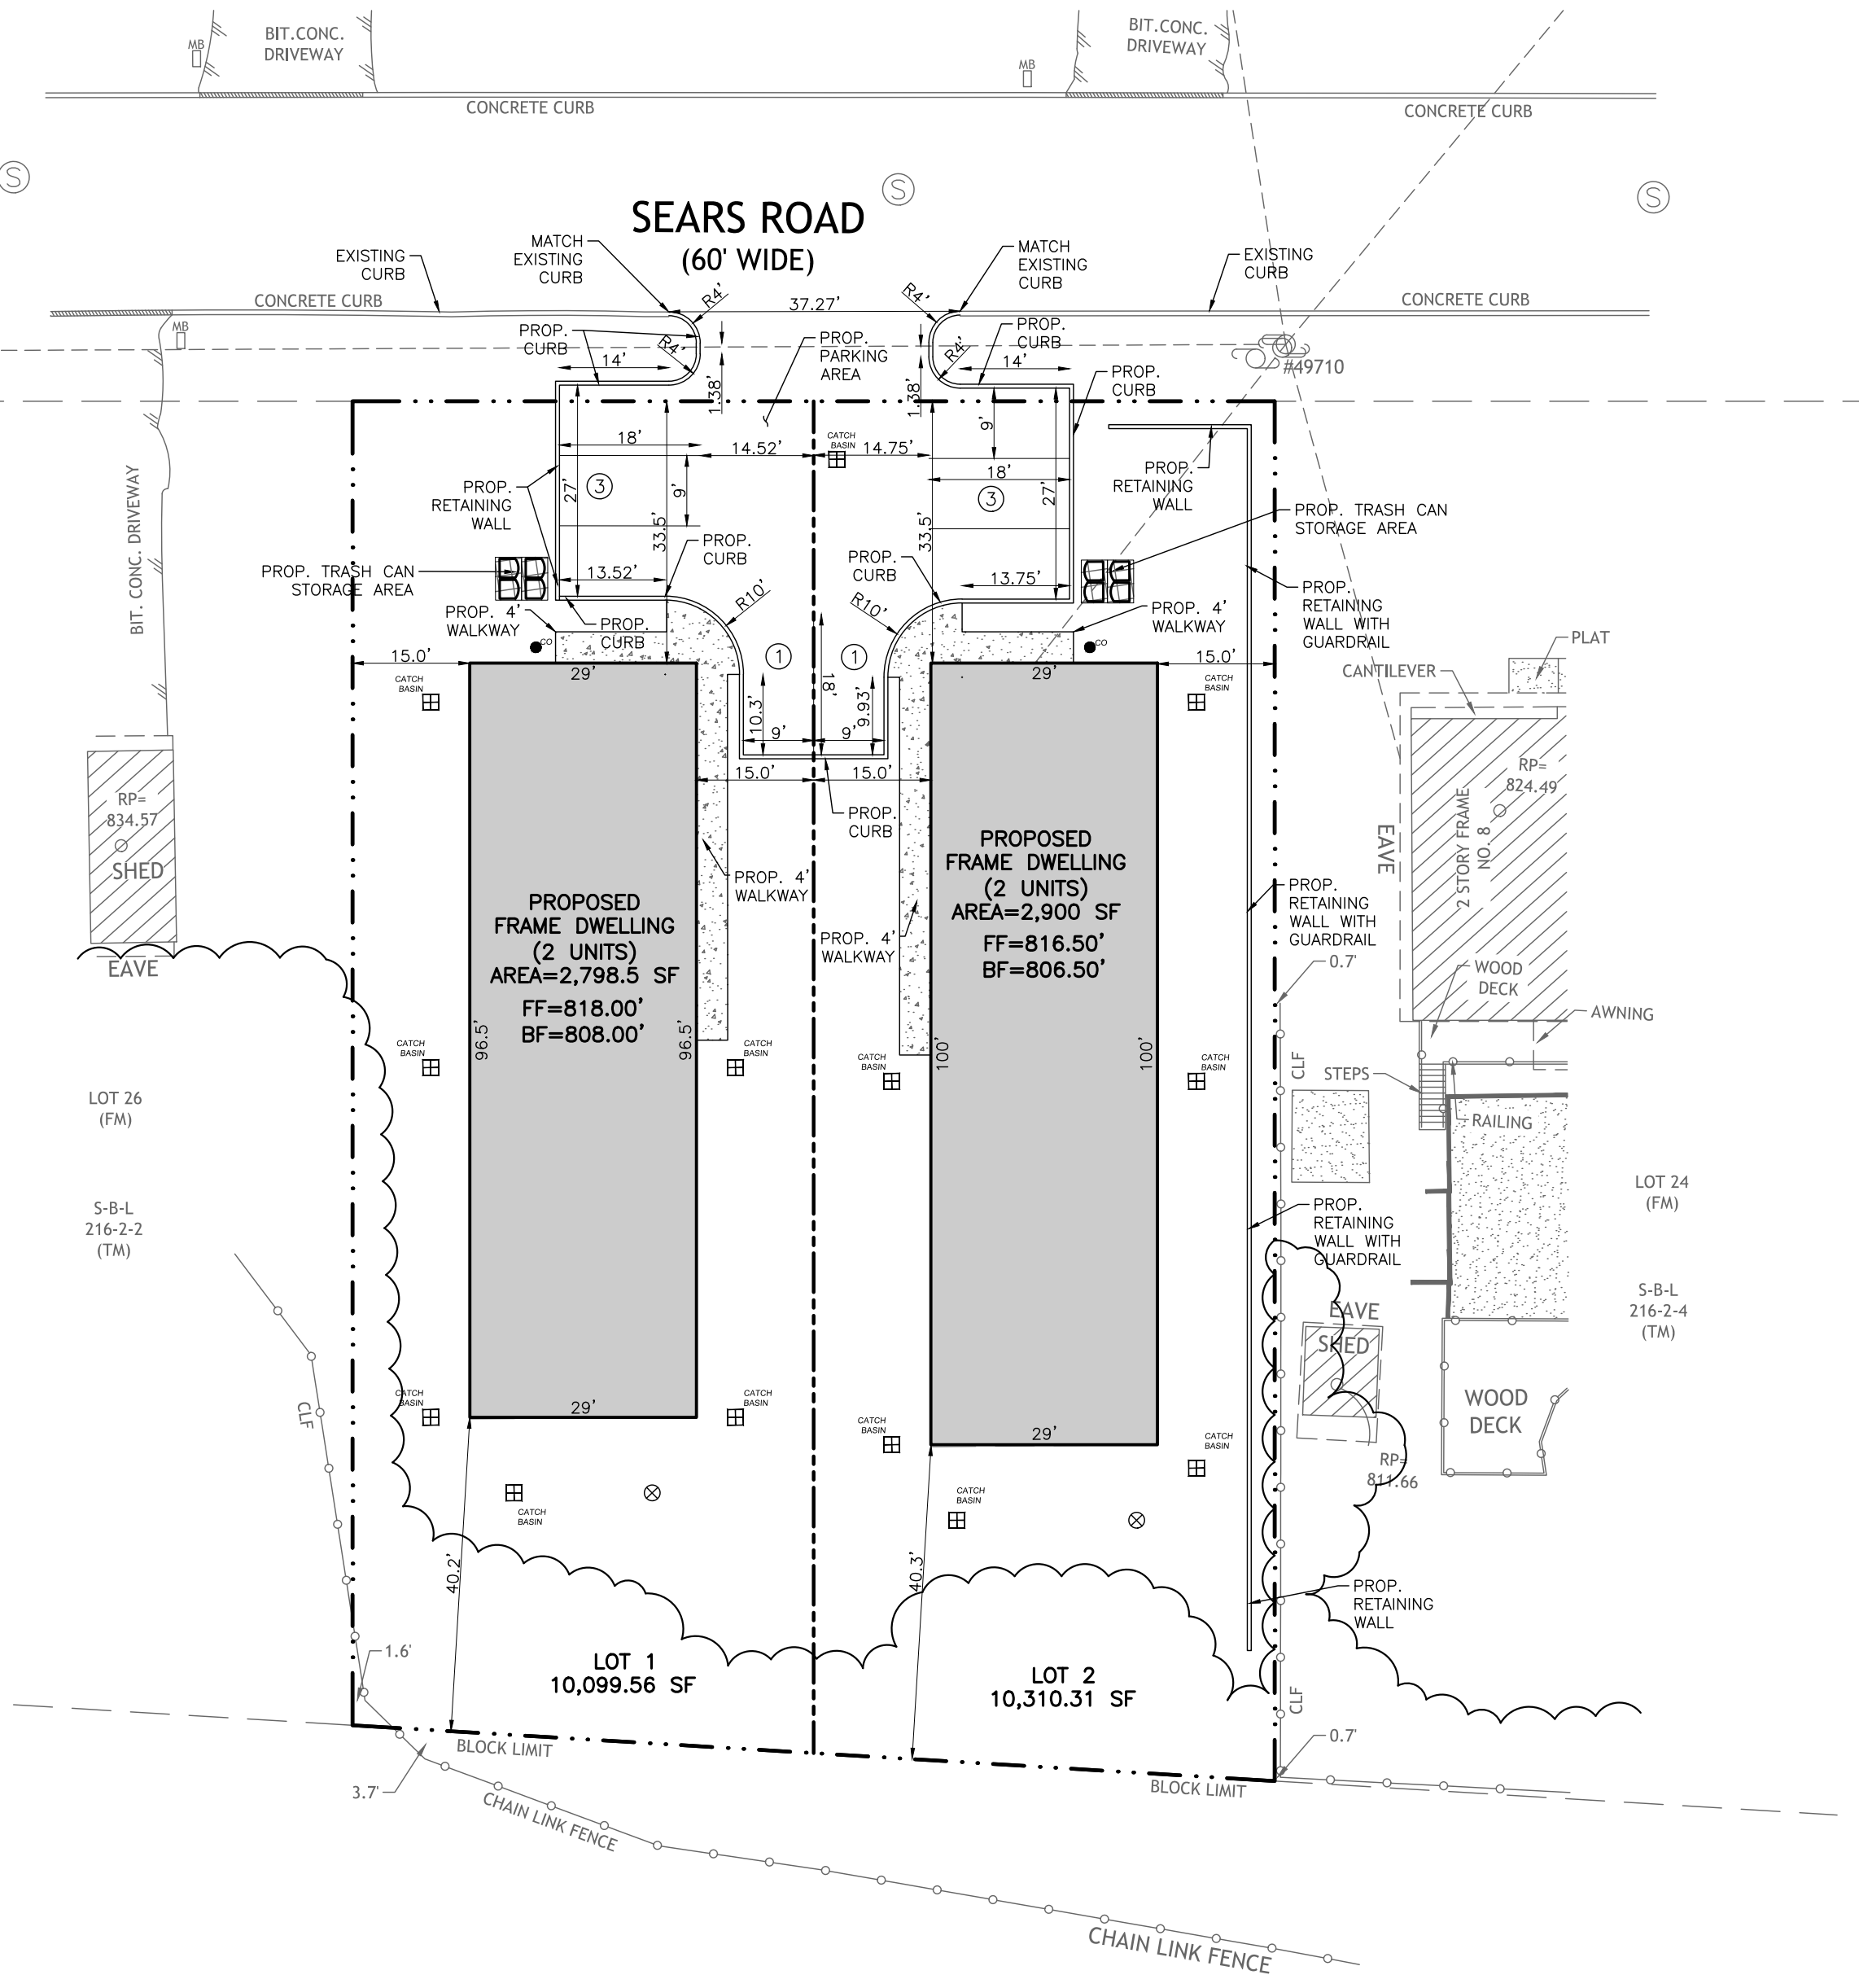 BIT.CONC.
DRIVEWAY
MB
BIT.CONC.
DRIVEWAY
MB
CONCRETE CURB
CONCRETE CURB
S
S
S
SEARS ROAD
(60' WIDE)
EXISTING
CURB
MATCH
EXISTING
CURB
MATCH
EXISTING
CURB
EXISTING
CURB
CONCRETE CURB
CONCRETE CURB
MB
R4'
37.27'
R4'
PROP.
CURB
R4'
PROP.
PARKING
AREA
R4'
PROP.
CURB
14'
14'
1.38'
1.38'
PROP.
CURB
#49710
18'
14.52'
CATCH
BASIN
14.75'
9'
18'
PROP.
RETAINING
WALL
27'
3
9'
33.5'
33.5'
3
27'
PROP.
RETAINING
WALL
PROP. TRASH CAN
STORAGE AREA
BIT. CONC. DRIVEWAY
PROP.
CURB
PROP.
CURB
PROP. TRASH CAN
STORAGE AREA
13.52'
13.75'
PROP.
RETAINING
WALL WITH
GUARDRAIL
PROP. 4'
WALKWAY
PROP.
CURB
R10'
R10'
PROP. 4'
WALKWAY
CO
CO
1
1
15.0'
29'
29'
15.0'
CATCH
BASIN
CATCH
BASIN
10.3'
18'
9.93'
9'
9'
15.0'
15.0'
PROP.
CURB
PLAT
CANTILEVER
RP=
824.49
2 STORY FRAME
NO. 8
EAVE
RP=
834.57
SHED
EAVE
PROP. 4'
WALKWAY
PROPOSED
FRAME DWELLING
(2 UNITS)
AREA=2,798.5 SF
FF=818.00'
BF=808.00'
PROPOSED
FRAME DWELLING
(2 UNITS)
AREA=2,900 SF
FF=816.50'
BF=806.50'
PROP. 4'
WALKWAY
PROP.
RETAINING
WALL WITH
GUARDRAIL
0.7'
WOOD
DECK
AWNING
96.5'
96.5'
100'
100'
CATCH
BASIN
CATCH
BASIN
CATCH
BASIN
CATCH
BASIN
CLF
STEPS
RAILING
LOT 26
(FM)
S-B-L
216-2-2
(TM)
LOT 24
(FM)
S-B-L
216-2-4
(TM)
PROP.
RETAINING
WALL WITH
GUARDRAIL
EAVE
SHED
RP=
811.66
WOOD
DECK
CLF
CATCH
BASIN
29'
CATCH
BASIN
CATCH
BASIN
29'
CATCH
BASIN
CATCH
BASIN
CATCH
BASIN
40.2'
40.3'
PROP.
RETAINING
WALL
1.6'
LOT 1
10,099.56 SF
LOT 2
10,310.31 SF
CLF
0.7'
BLOCK LIMIT
BLOCK LIMIT
3.7'
CHAIN LINK FENCE
CHAIN LINK FENCE